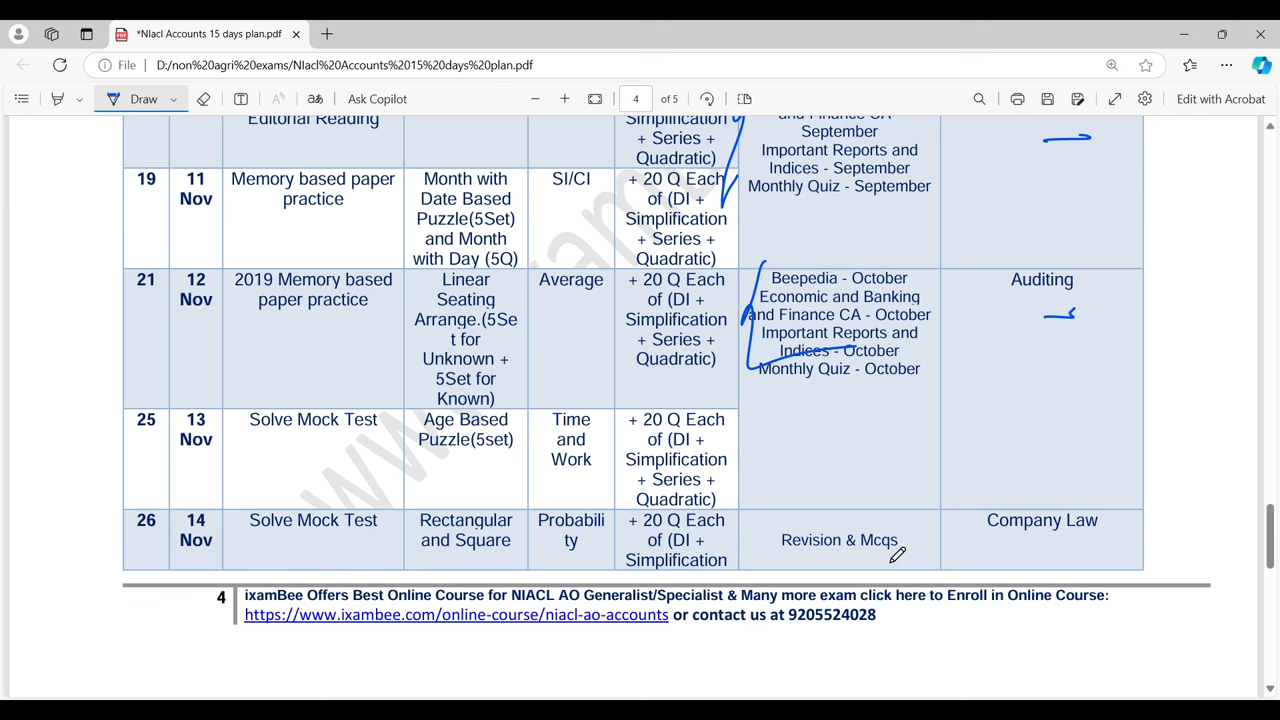 *NIacl Accounts 15 days plan.pdf
File D:/non%20agri%20exams/NIacl%20Accounts%2015%20days%20plan.pdf
Draw
aあ
Ask Copilot
4 of 5
Edit with Acrobat
Editorial Reading
Simplification
+ Series +
Quadratic)
and Finance CA
September
Important Reports and
Indices - September
Monthly Quiz - September
19
11
Nov
Memory based paper
practice
Month with
Date Based
Puzzle(5Set)
and Month
with Day (5Q)
SI/CI
+ 20 Q Each
of (DI +
Simplification
+ Series +
Quadratic)
21
12
Nov
2019 Memory based
paper practice
Linear
Seating
Arrange.(5Se
t for
Unknown +
5Set for
Known)
Average
+ 20 Q Each
of (DI +
Simplification
+ Series +
Quadratic)
Beepedia - October
Economic and Banking
and Finance CA - October
Important Reports and
Indices - October
Monthly Quiz - October
Auditing
25
13
Nov
Solve Mock Test
Age Based
Puzzle(5set)
Time
and
Work
+ 20 Q Each
of (DI +
Simplification
+ Series +
Quadratic)
26
14
Nov
Solve Mock Test
Rectangular
and Square
Probabili
ty
+ 20 Q Each
of (DI +
Simplification
Revision & Mcqs
Company Law
4
ixamBee Offers Best Online Course for NIACL AO Generalist/Specialist & Many more exam click here to Enroll in Online Course:
https://www.ixambee.com/online-course/niacl-ao-accounts or contact us at 9205524028